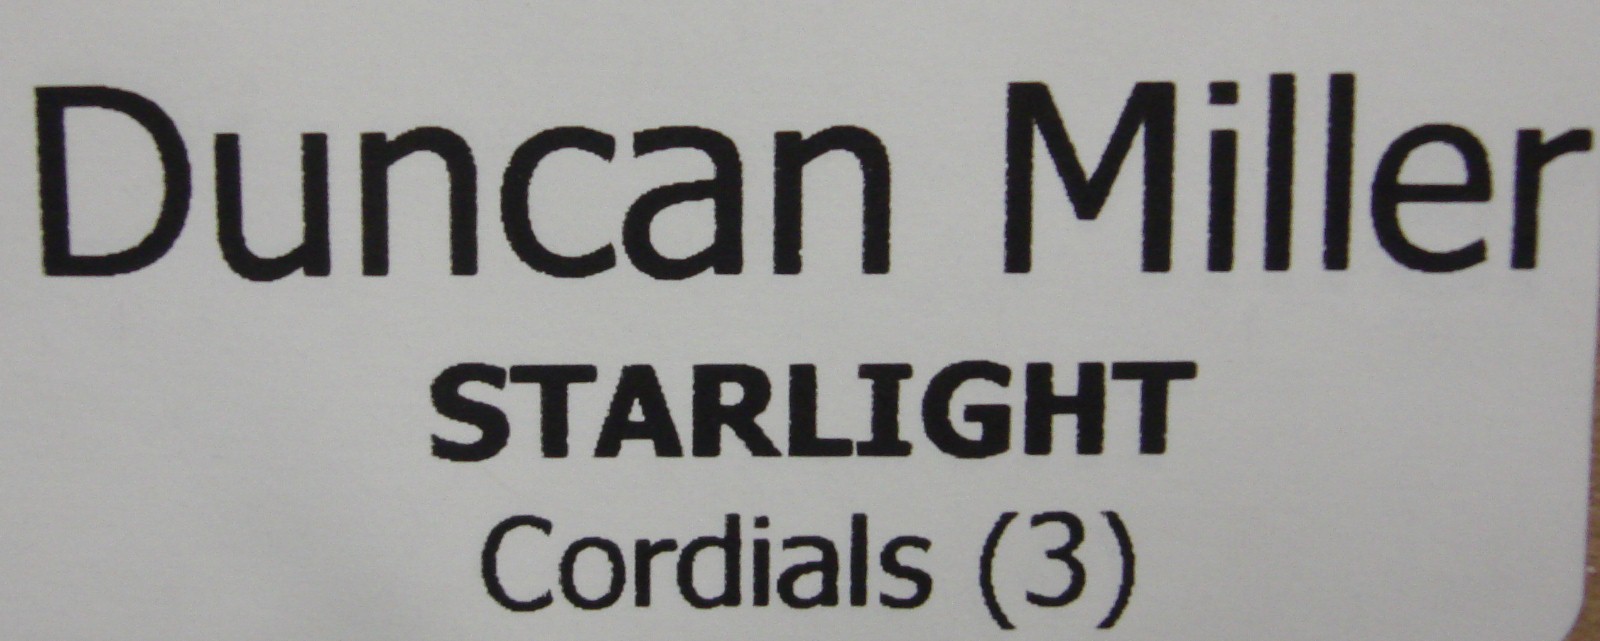 Duncan Miller
STARLIGHT
Cordials (3)